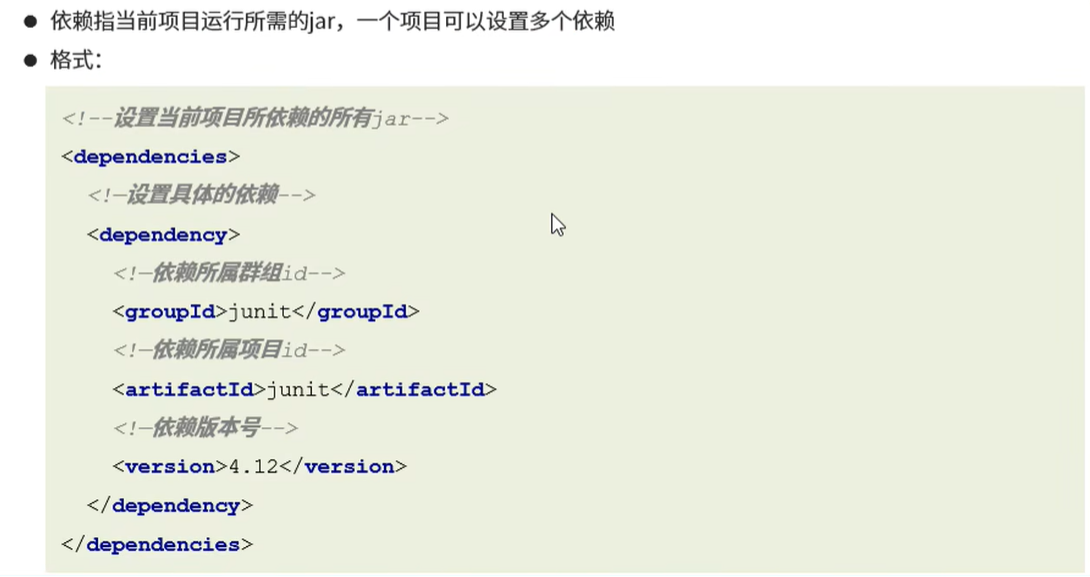 ● 依赖指当前项目运行所需的jar，一个项目可以设置多个依赖
● 格式：
<!--设置当前项目所依赖的所有jar-->
<dependencies>
<!—设置具体的依赖-->
<dependency>
<!—依赖所属群组id-->
<groupId>junit</groupId>
<!—依赖所属项目id-->
<artifactId>junit</artifactId>
<!—依赖版本号-->
<version>4.12</version>
</dependency>
</dependencies>